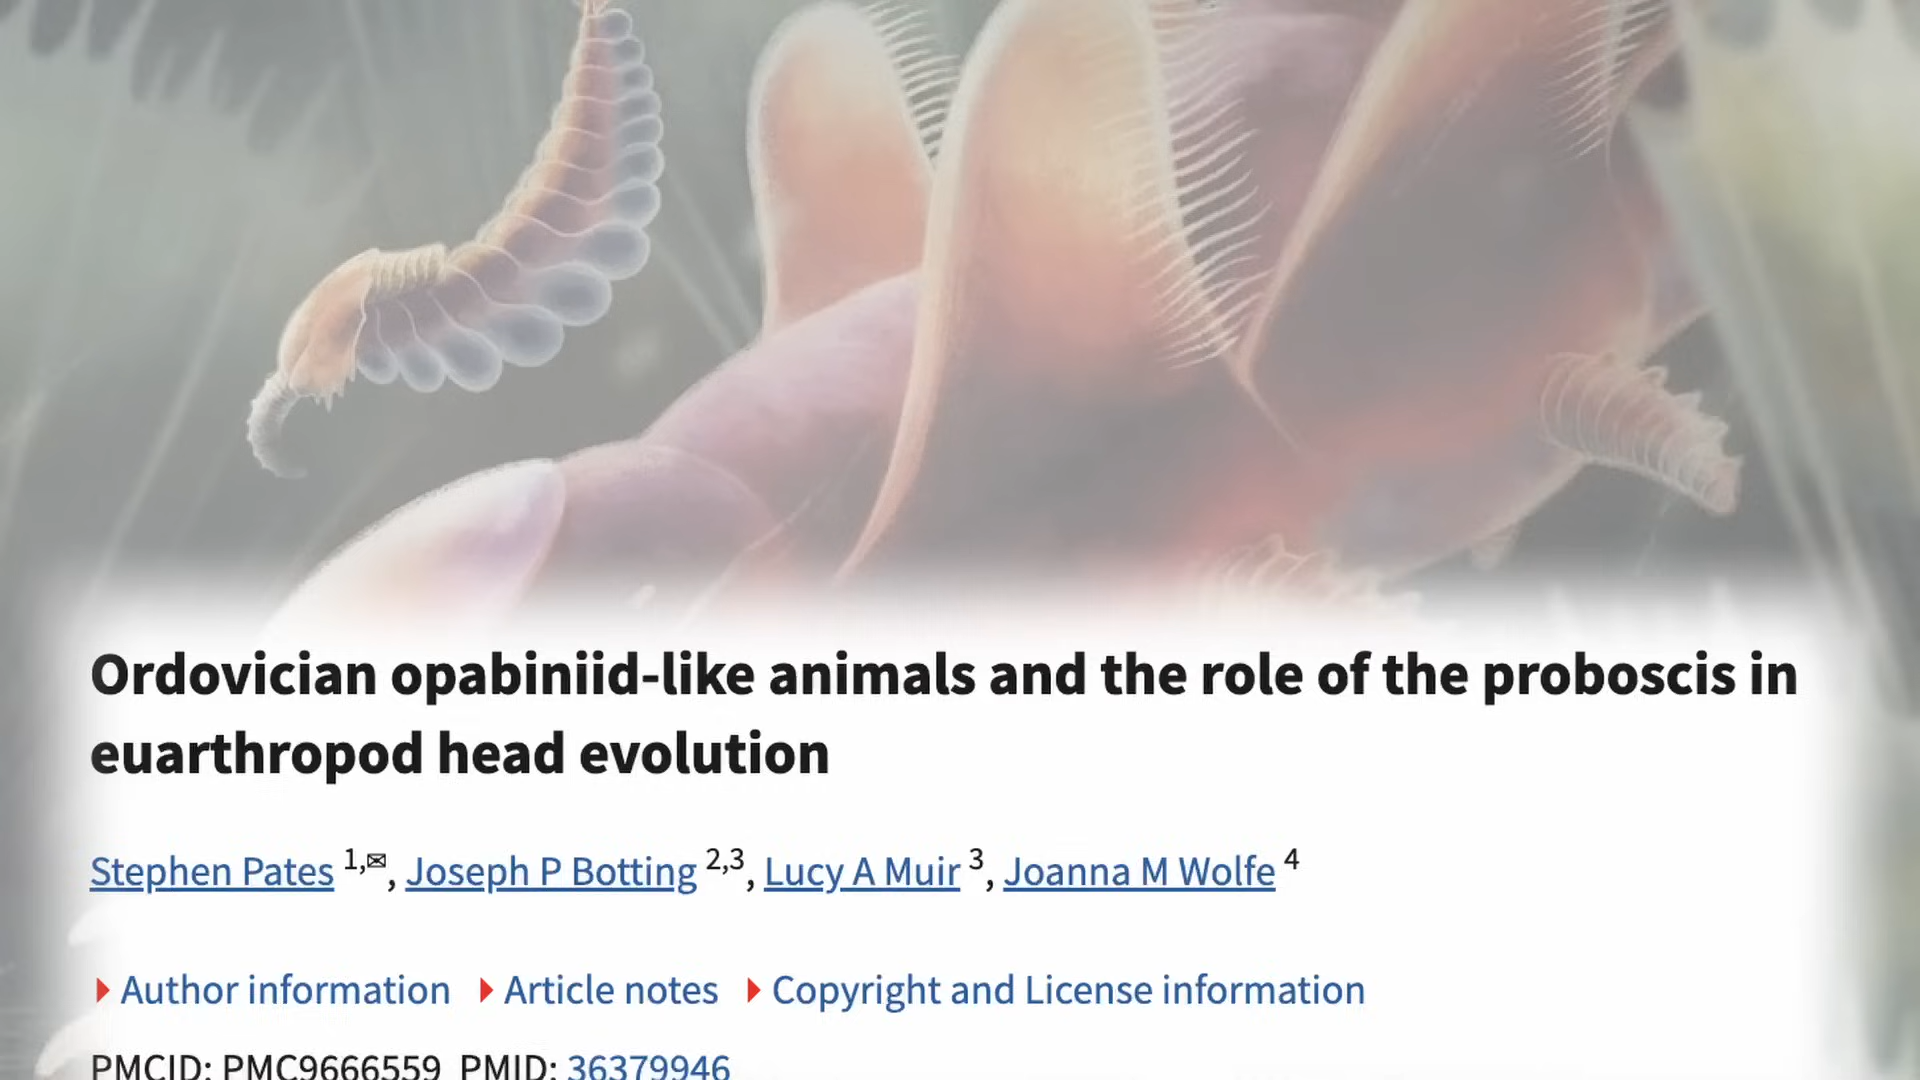 Ordovician opabiniid-like animals and the role of the proboscis in
euarthropod head evolution
Stephen Pates 1,✉, Joseph P Botting 2,3, Lucy A Muir 3, Joanna M Wolfe 4
Author information Article notes Copyright and License information
PMCID: PMC9666559 PMID: 36379946